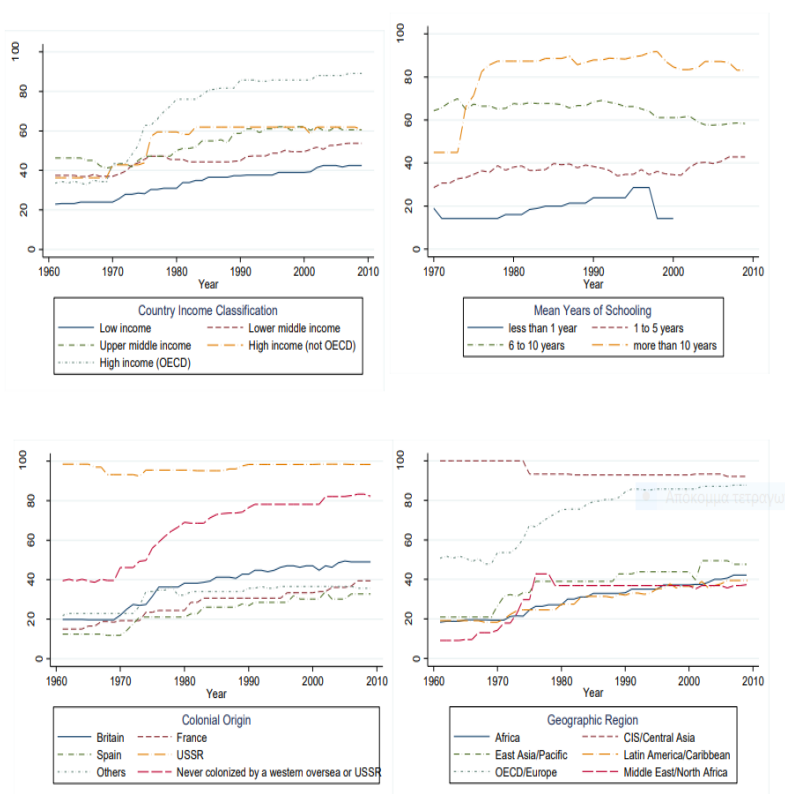 100
80
60
40
20
0
1960 1970 1980 1990 2000 2010
Year
Country Income Classification
Low income Lower middle income
Upper middle income High income (not OECD)
High income (OECD)
100
80
60
40
20
0
1970 1980 1990 2000 2010
Year
Mean Years of Schooling
less than 1 year 1 to 5 years
6 to 10 years more than 10 years
100
80
60
40
20
0
1960 1970 1980 1990 2000 2010
Year
Colonial Origin
Britain France
Spain USSR
Others Never colonized by a western oversea or USSR
100
80
60
40
20
0
1960 1970 1980 1990 2000 2010
Year
Geographic Region
Africa CIS/Central Asia
East Asia/Pacific Latin America/Caribbean
OECD/Europe Middle East/North Africa
Απόκομμα